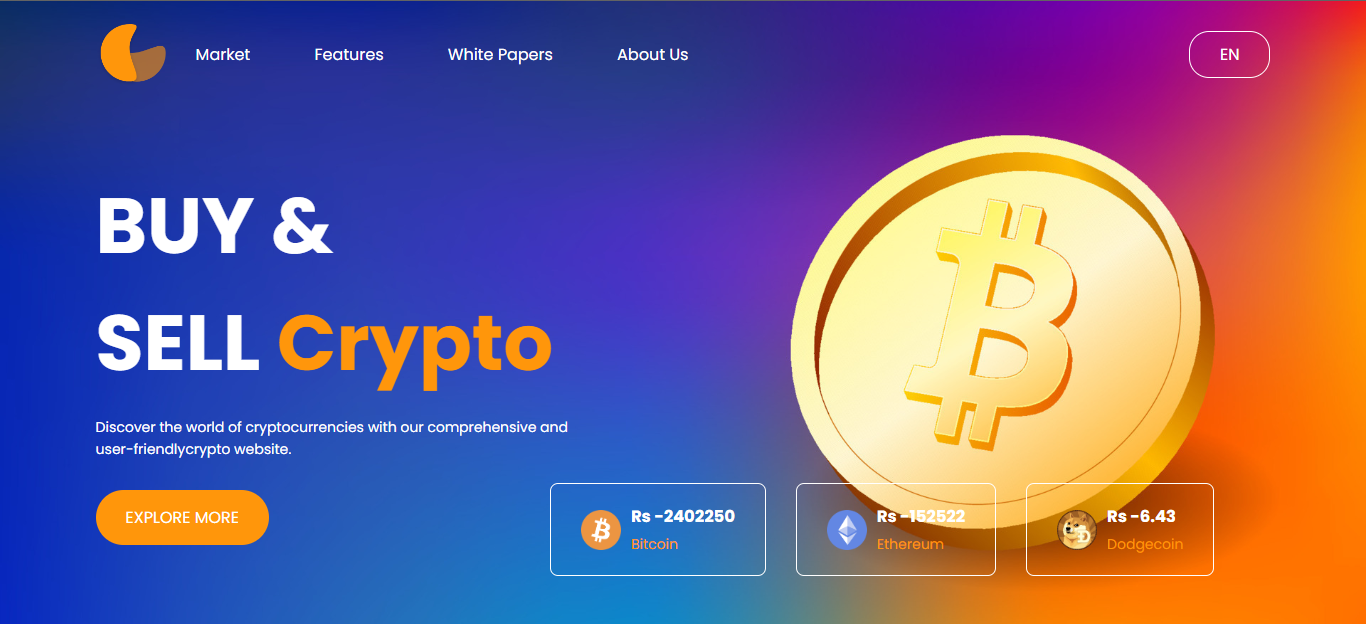 Market
Features
White Papers
About Us
EN
BUY &
SELL Crypto
Discover the world of cryptocurrencies with our comprehensive and
user-friendlycrypto website.
EXPLORE MORE
Rs -2402250
Bitcoin
Rs -152522
Ethereum
Rs -6.43
Dodgecoin